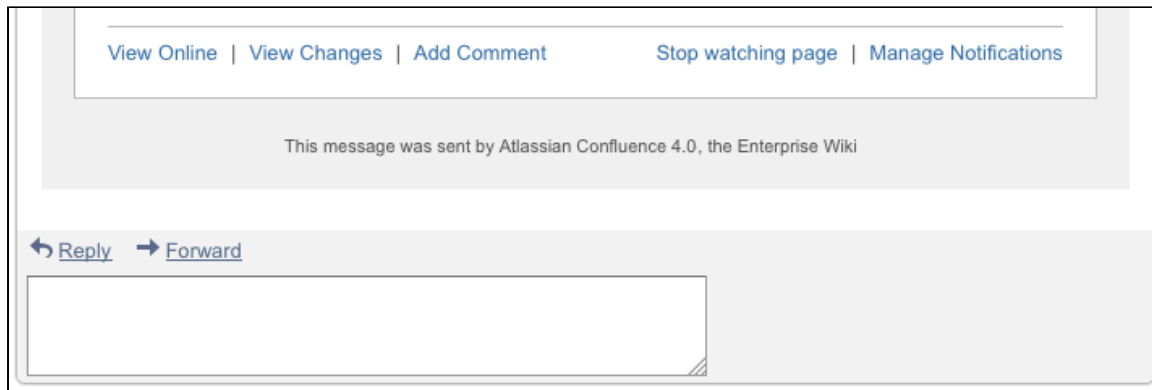 View Online | View Changes | Add Comment Stop watching page | Manage Notifications
This message was sent by Atlassian Confluence 4.0, the Enterprise Wiki
Reply Forward